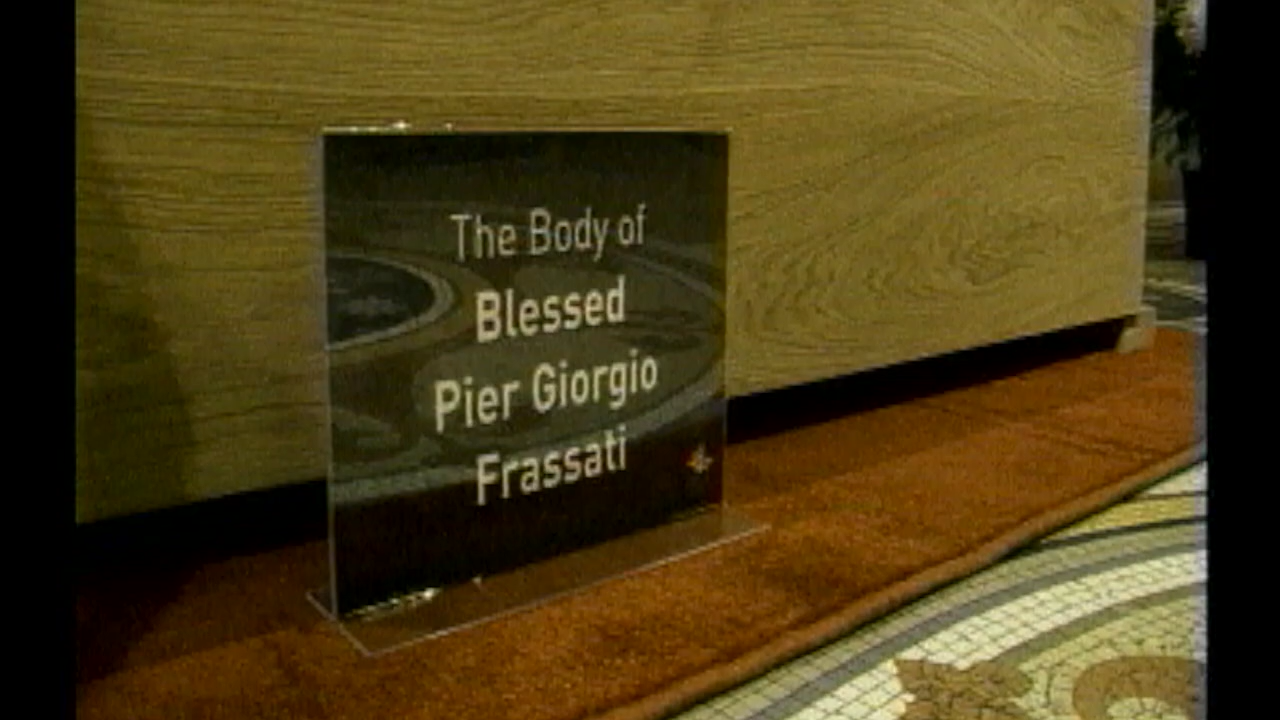 The Body of
Blessed
Pier Giorgio
Frassati